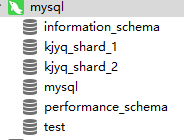 mysql
information_schema
kjyq_shard_1
kjyq_shard_2
mysql
performance_schema
test